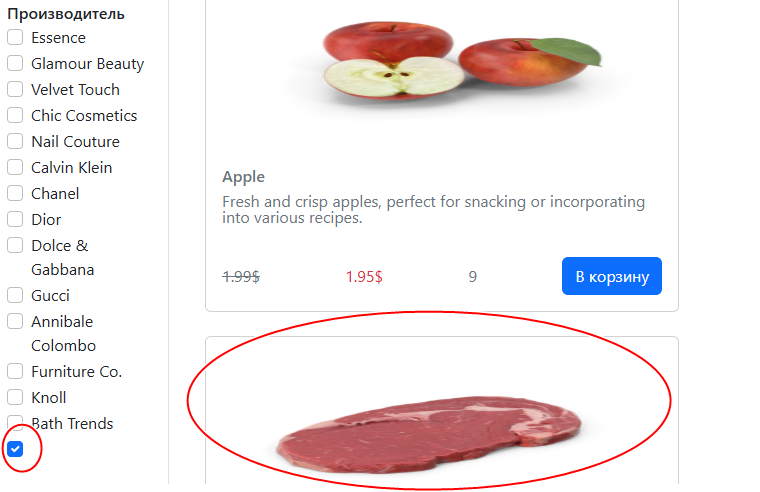 Производитель
Essence
Glamour Beauty
Velvet Touch
Chic Cosmetics
Nail Couture
Calvin Klein
Chanel
Dior
Dolce &
Gabbana
Gucci
Annibale
Colombo
Furniture Co.
Knoll
Bath Trends
Apple
Fresh and crisp apples, perfect for snacking or incorporating
into various recipes.
1.99$ 1.95$ 9 В корзину